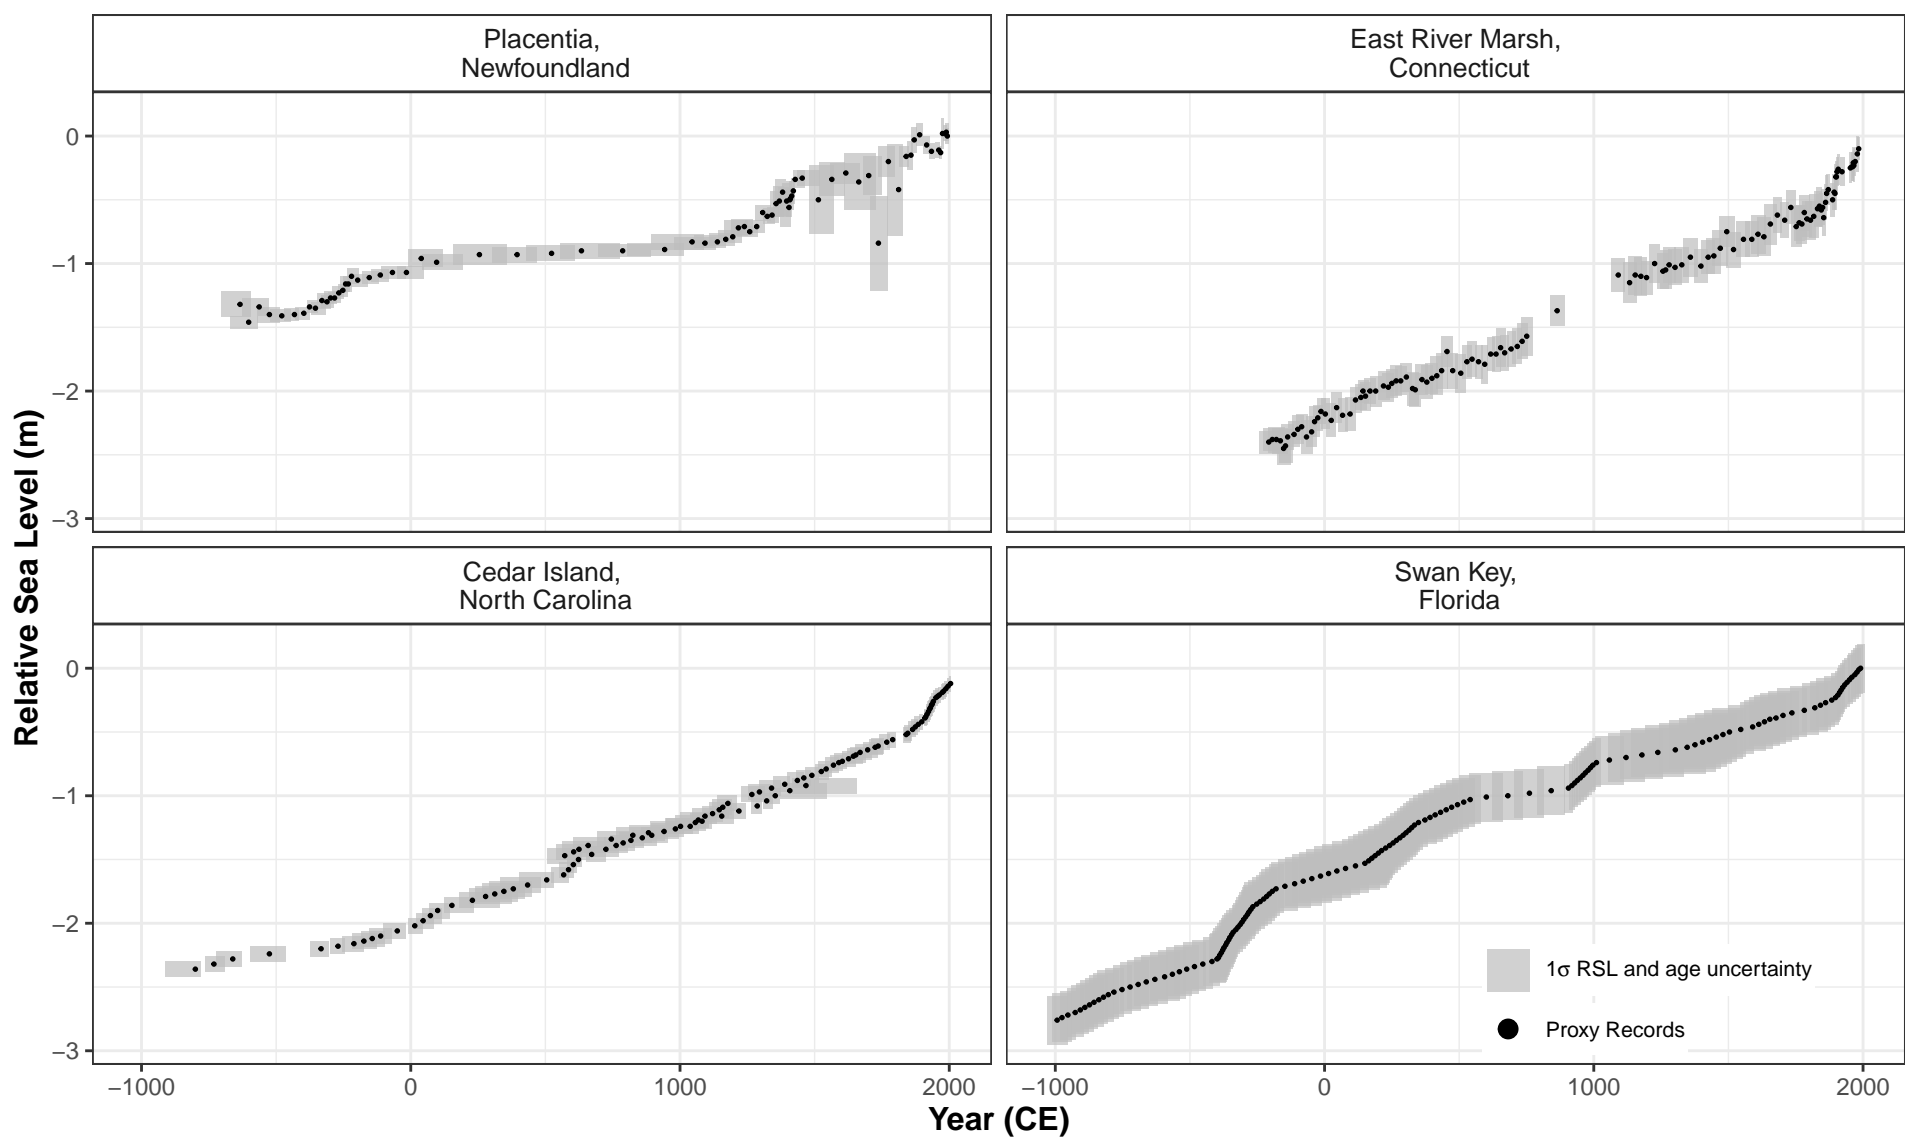 Placentia,
Newfoundland
East River Marsh,
Connecticut
0
−1
−2
−3
Cedar Island,
North Carolina
Swan Key,
Florida
0
−1
−2
−3
1σ RSL and age uncertainty
Proxy Records
−1000 0 1000 2000
−1000 0 1000 2000
Year (CE)
Relative Sea Level (m)